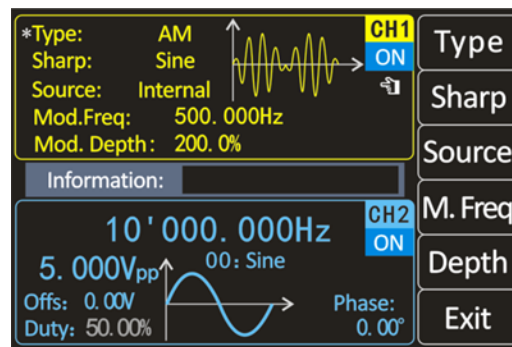 *Type: AM
CH1
ON
Sharp: Sine
Source: Internal
Mod.Freq: 500. 000Hz
Mod. Depth: 200. 0%
Information:
10'000. 000Hz
CH2
ON
5. 000Vpp
00: Sine
Offs: 0. 00V
Duty: 50. 00%
Phase:
0. 00°
Type
Sharp
Source
M. Freq
Depth
Exit